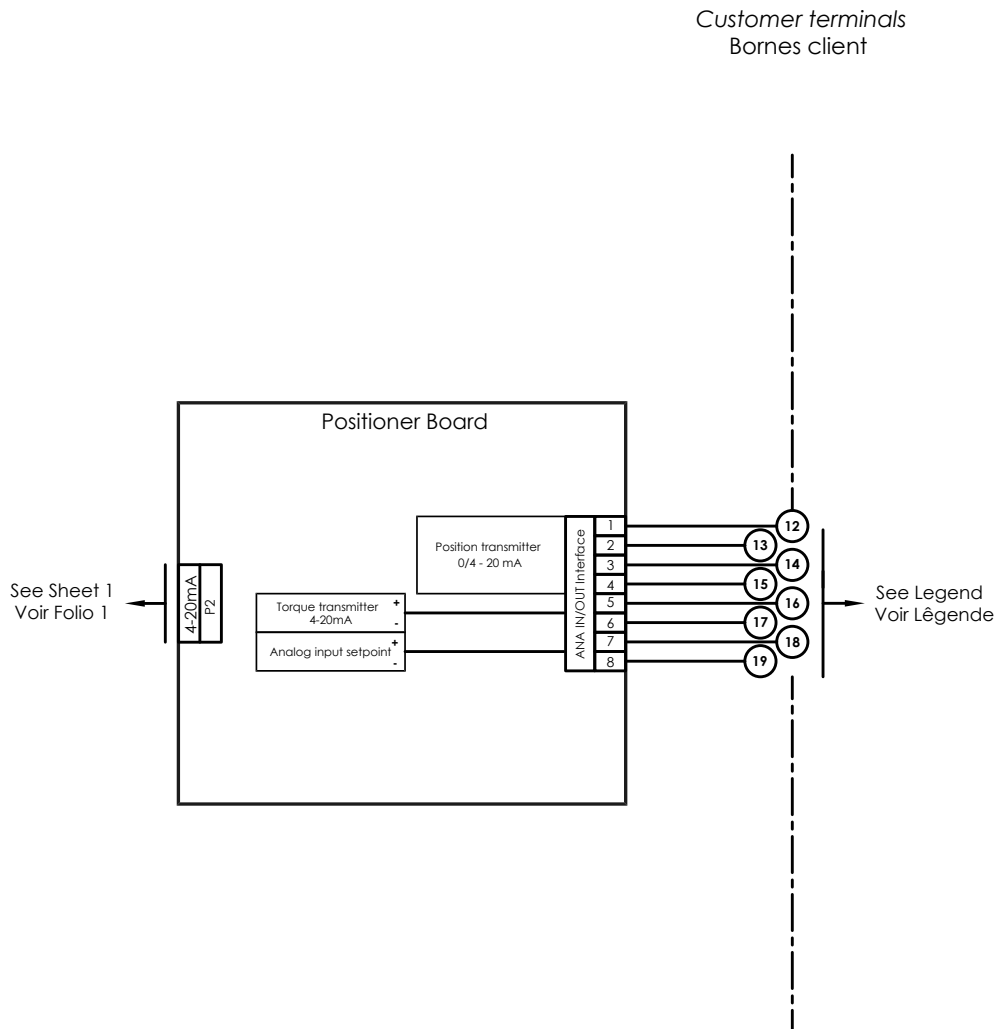 Customer terminals
Bornes client
Positioner Board
Position transmitter
0/4 - 20 mA
ANA IN/OUT Interface
1
2
3
4
5
6
7
8
12
13
14
15
16
17
18
19
See Sheet 1
Voir Folio 1
4-20mA
P2
Torque transmitter
4-20mA
+
-
Analog input setpoint
+
-
See Legend
Voir Lêgende